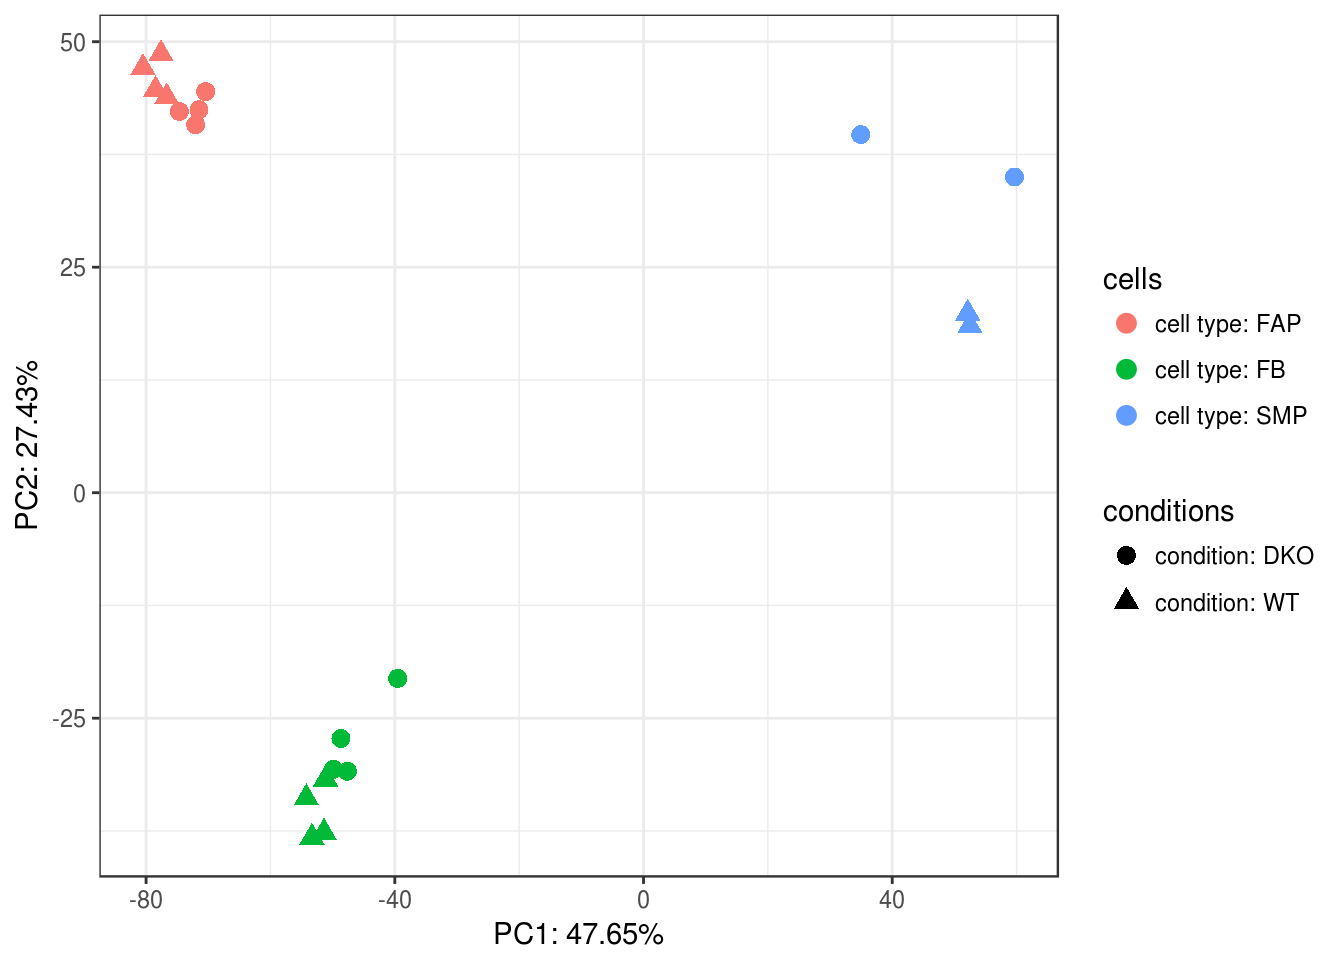 50
25
0
-25
-80
-40
0
40
PC1: 47.65%
PC2: 27.43%
cells
cell type: FAP
cell type: FB
cell type: SMP
conditions
condition: DKO
condition: WT